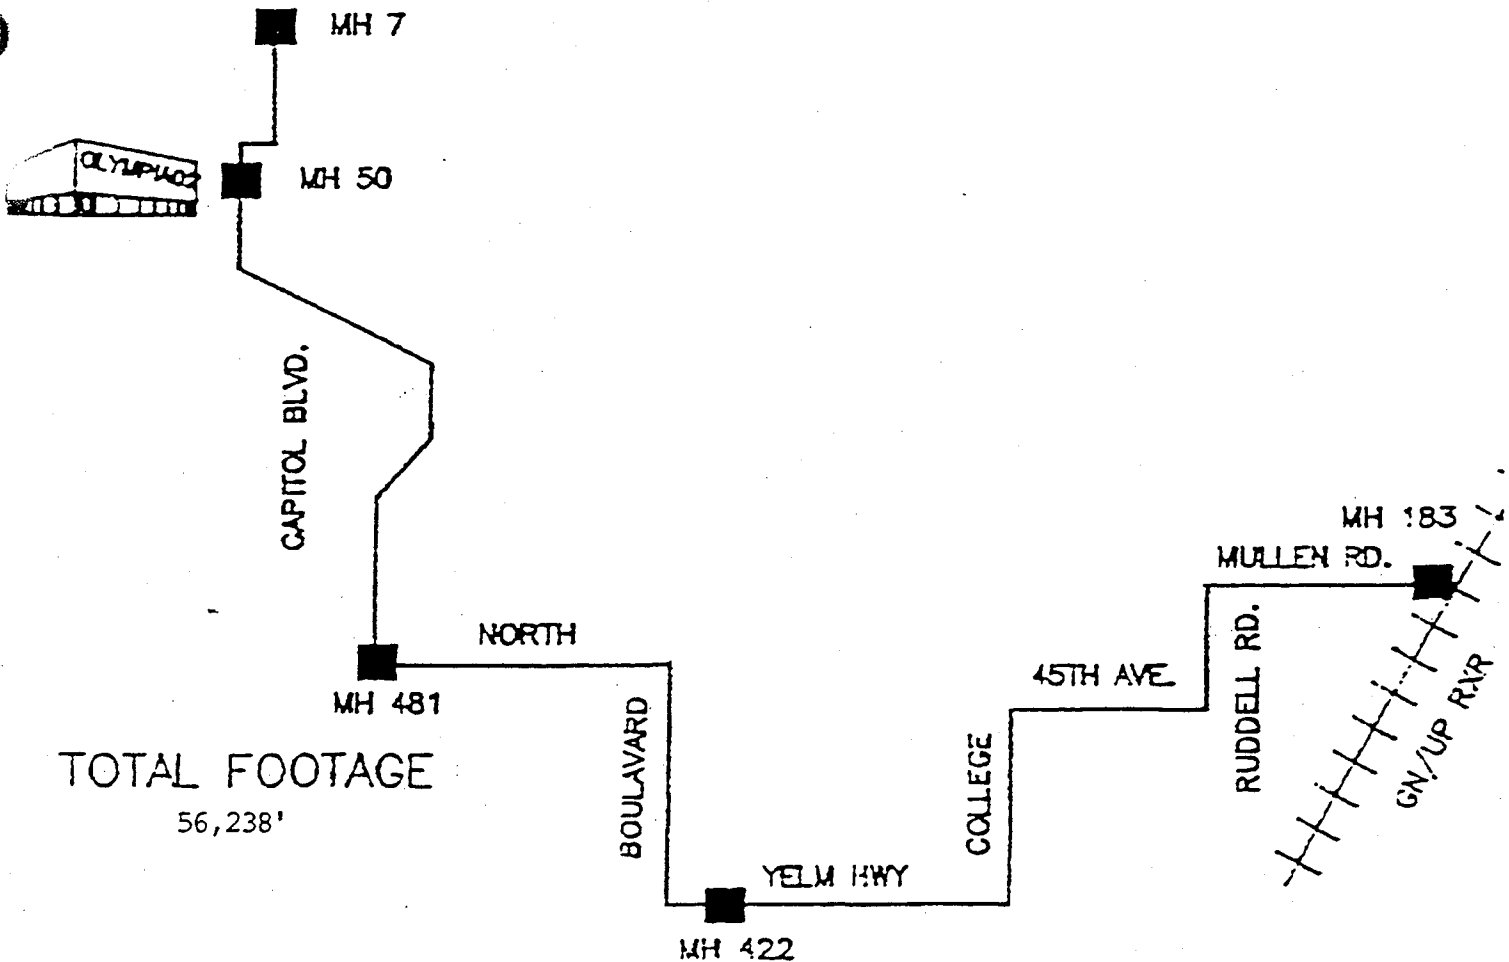 MH 7
OLYMPIA02
MH 50
CAPITOL BLVD.
MH 183
MULLEN RD.
NORTH
RUDDELL RD.
45TH AVE.
GN/UP RXR
MH 481
BOULAVARD
COLLEGE
TOTAL FOOTAGE
56,238'
YELM HWY
MH 422